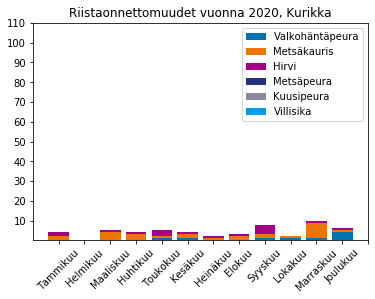 Riistaonnettomuudet vuonna 2020, Kurikka
110
100
90
80
70
60
50
40
30
20
10
Valkohäntäpeura
Metsäkauris
Hirvi
Metsäpeura
Kuusipeura
Villisika
Tammikuu
Helmikuu
Maaliskuu
Huhtikuu
Toukokuu
Kesäkuu
Heinäkuu
Elokuu
Syyskuu
Lokakuu
Marraskuu
Joulukuu